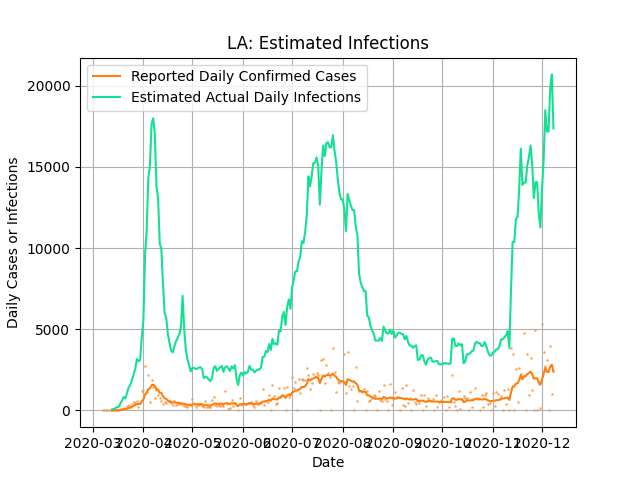 LA: Estimated Infections
Reported Daily Confirmed Cases
Estimated Actual Daily Infections
Daily Cases or Infections
20000
15000
10000
5000
0
2020-03 2020-04 2020-05 2020-06 2020-07 2020-08 2020-09 2020-10 2020-11 2020-12
Date